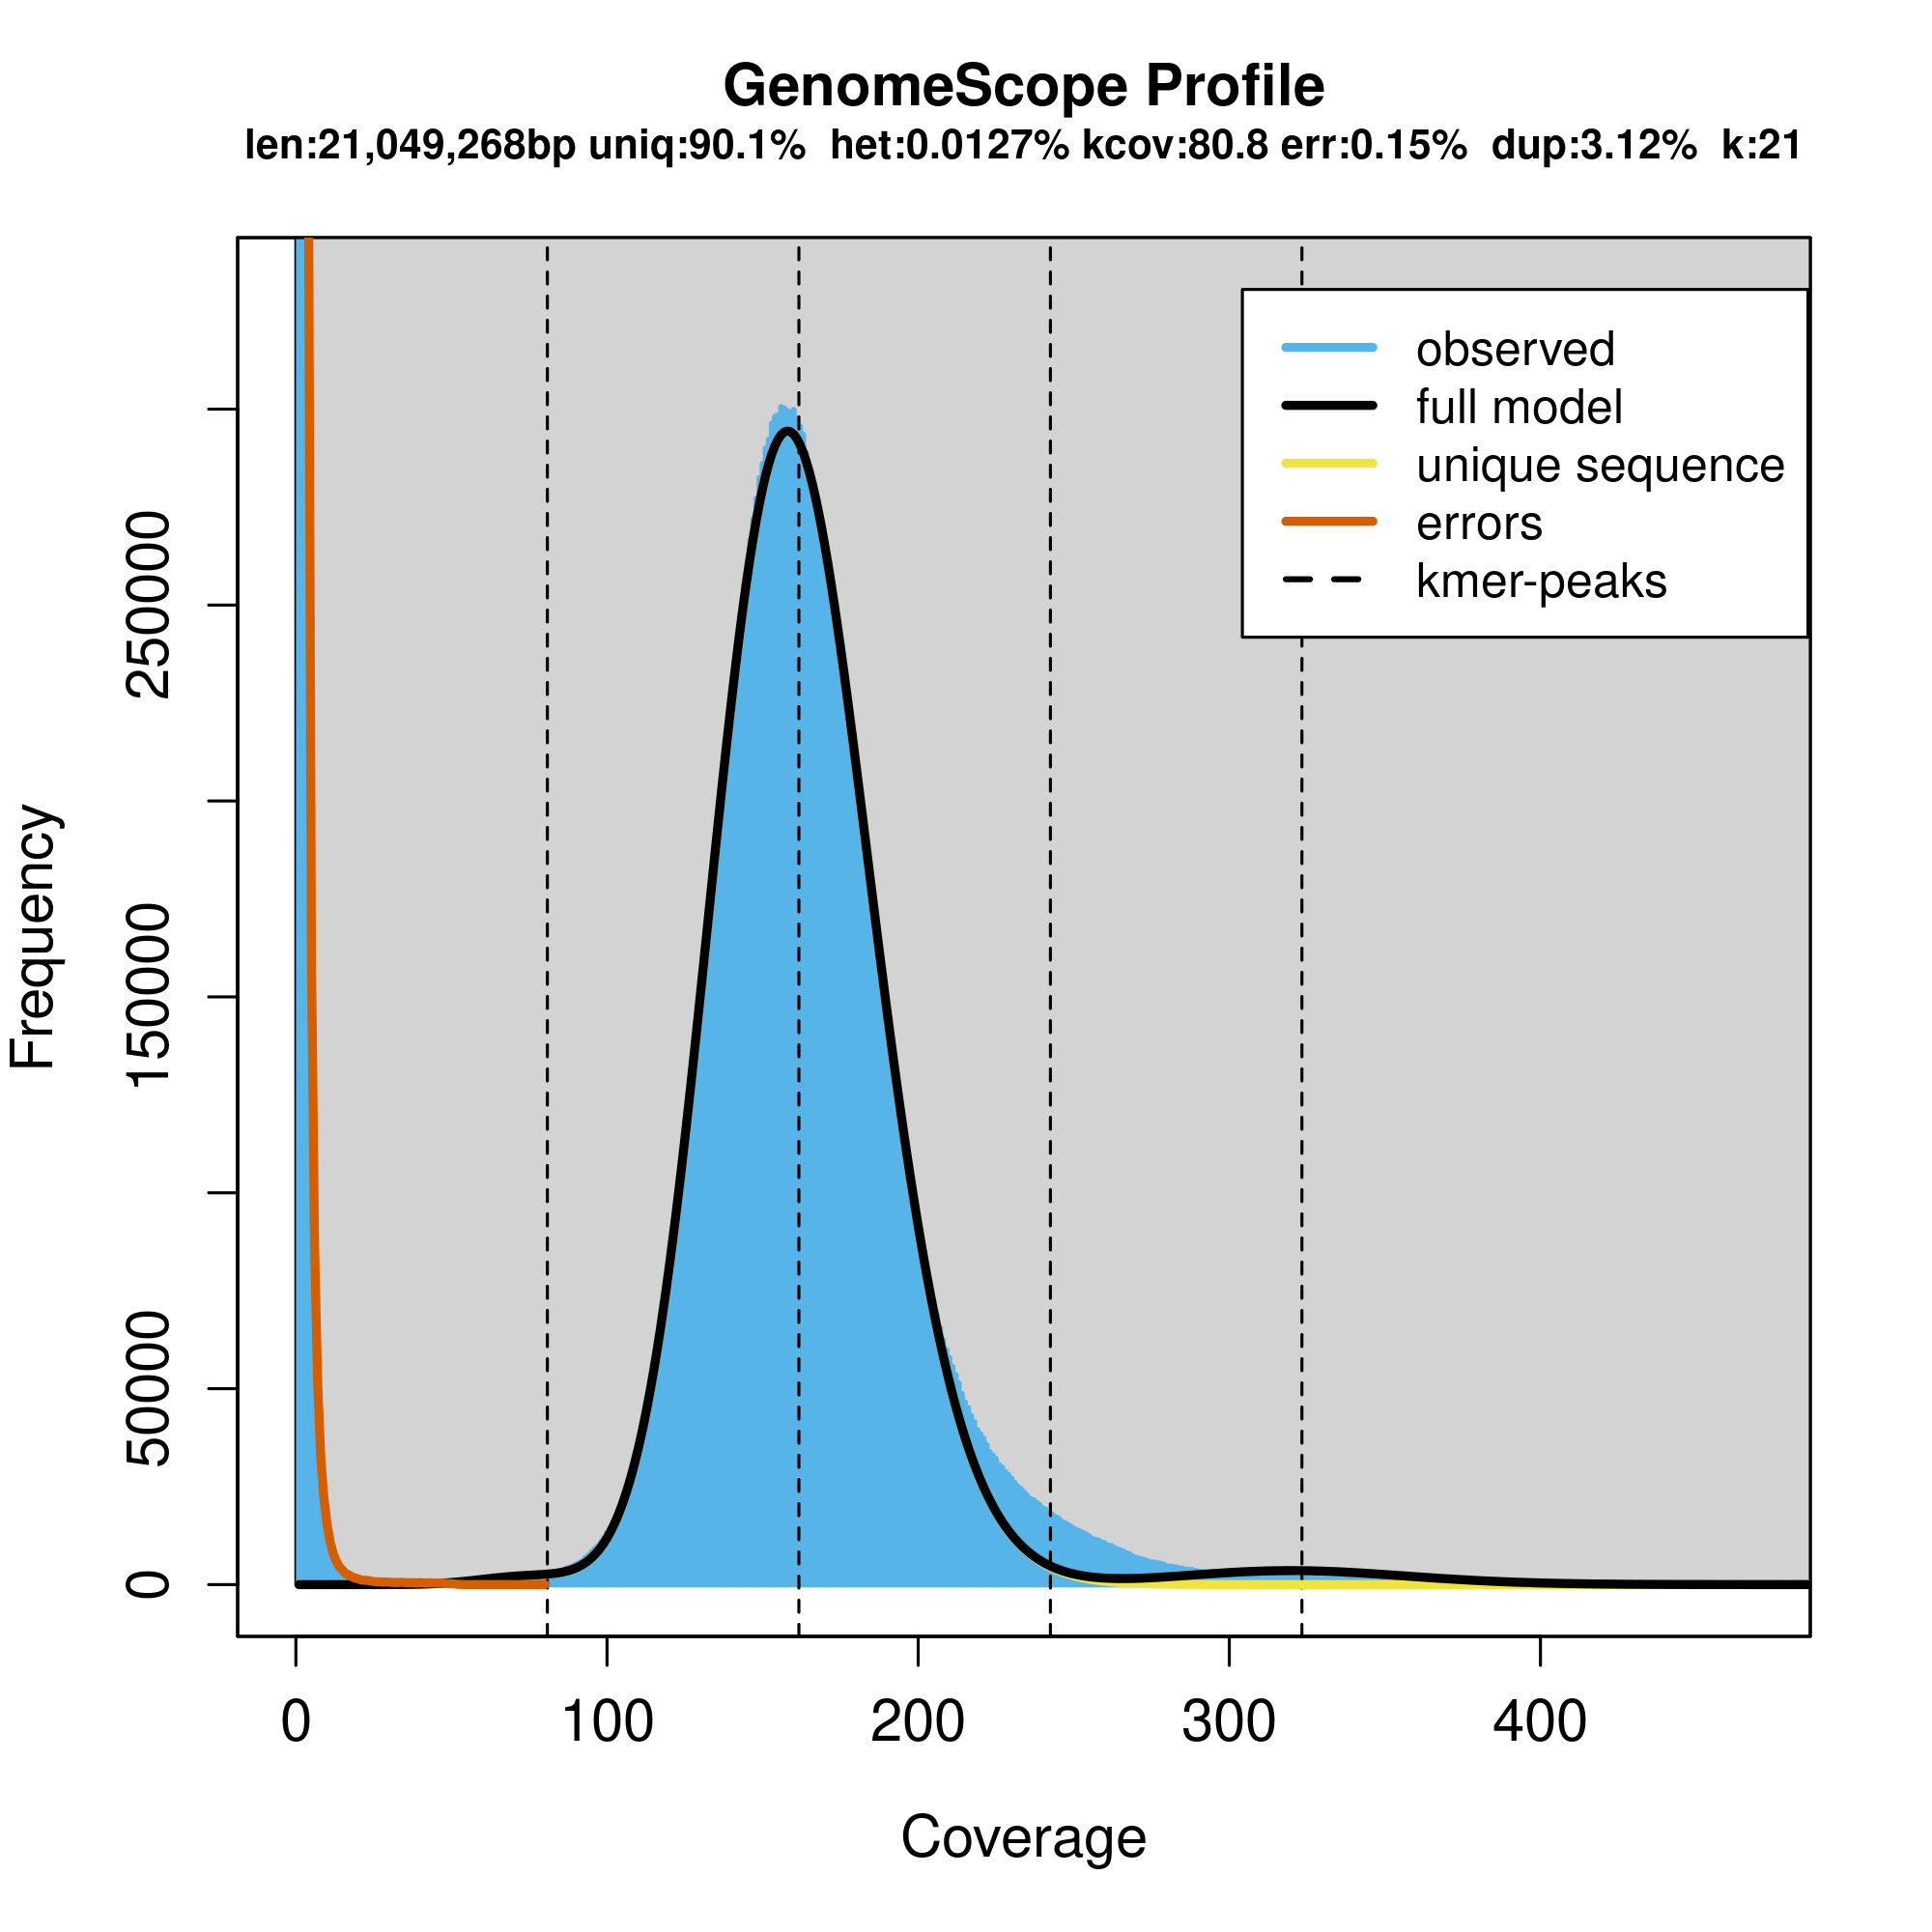 GenomeScope Profile
len:21,049,268bp uniq:90.1% het:0.0127% kcov:80.8 err:0.15% dup:3.12% k:21
observed
full model
unique sequence
errors
kmer-peaks
Frequency
250000
150000
50000
0
0 100 200 300 400
Coverage